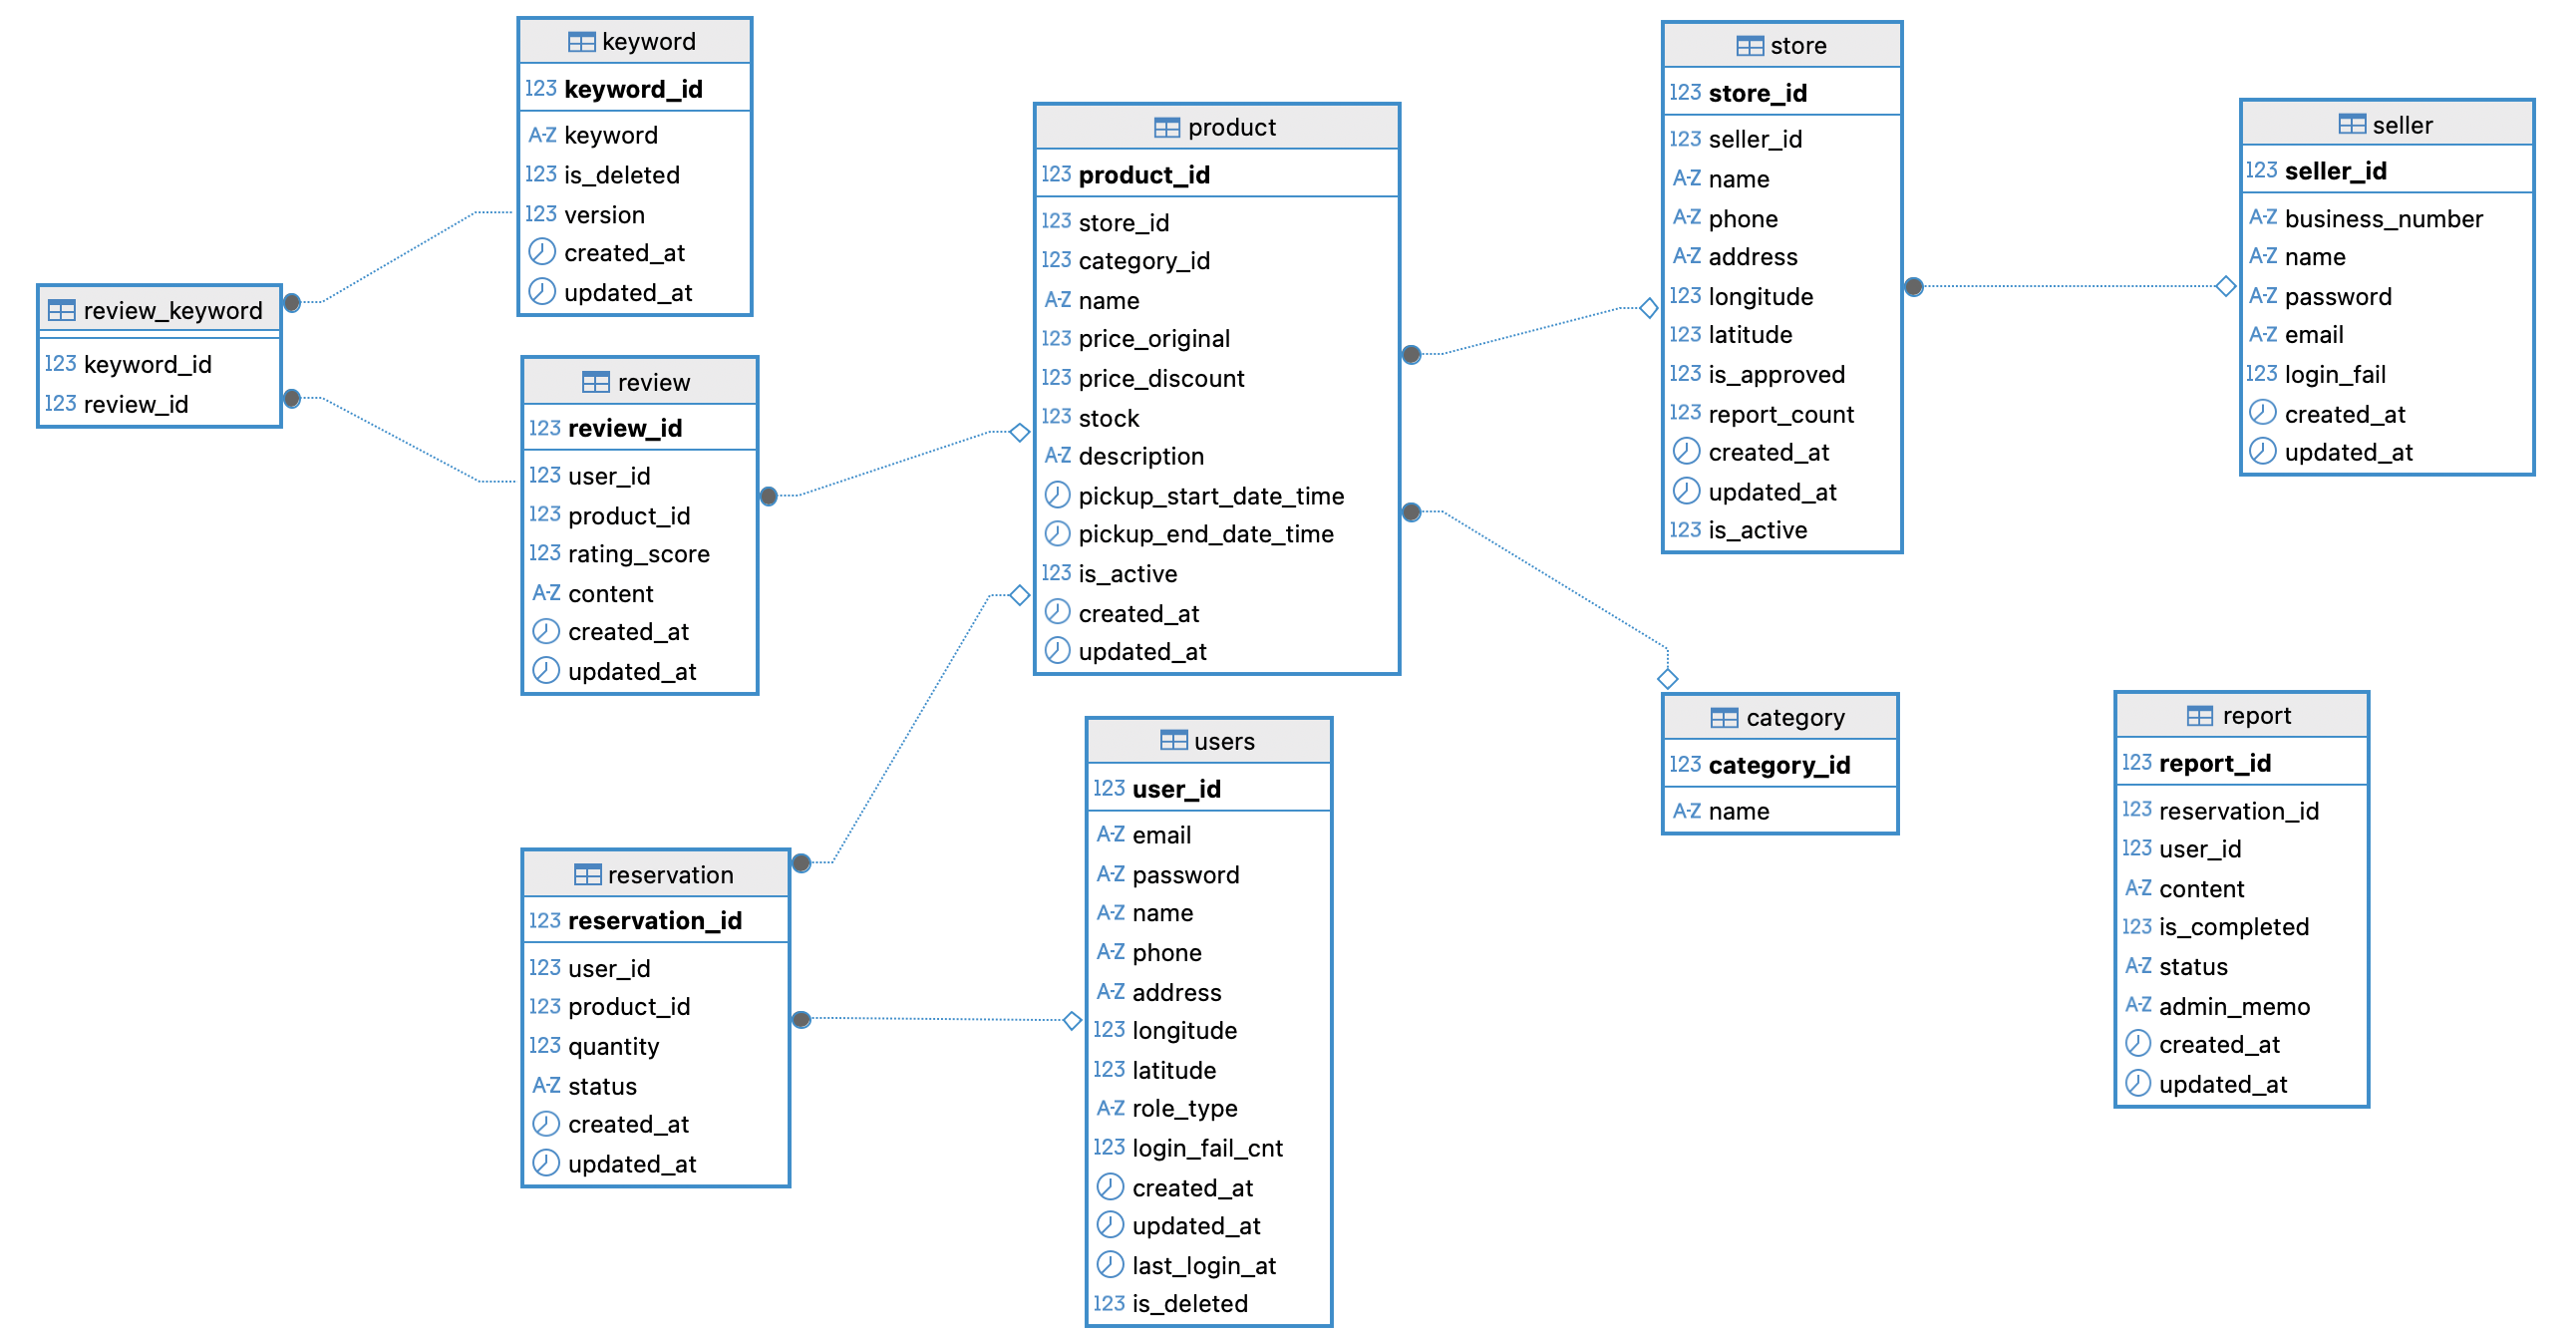 keyword
123 keyword_id
A-Z keyword
123 is_deleted
123 version
created_at
updated_at
review_keyword
123 keyword_id
123 review_id
review
123 review_id
123 user_id
123 product_id
123 rating_score
A-Z content
created_at
updated_at
reservation
123 reservation_id
123 user_id
123 product_id
123 quantity
A-Z status
created_at
updated_at
product
123 product_id
123 store_id
123 category_id
A-Z name
123 price_original
123 price_discount
123 stock
A-Z description
pickup_start_date_time
pickup_end_date_time
123 is_active
created_at
updated_at
users
123 user_id
A-Z email
A-Z password
A-Z name
A-Z phone
A-Z address
123 longitude
123 latitude
A-Z role_type
123 login_fail_cnt
created_at
updated_at
last_login_at
123 is_deleted
store
123 store_id
123 seller_id
A-Z name
A-Z phone
A-Z address
123 longitude
123 latitude
123 is_approved
123 report_count
created_at
updated_at
123 is_active
category
123 category_id
A-Z name
seller
123 seller_id
A-Z business_number
A-Z name
A-Z password
A-Z email
123 login_fail
created_at
updated_at
report
123 report_id
123 reservation_id
123 user_id
A-Z content
123 is_completed
A-Z status
A-Z admin_memo
created_at
updated_at